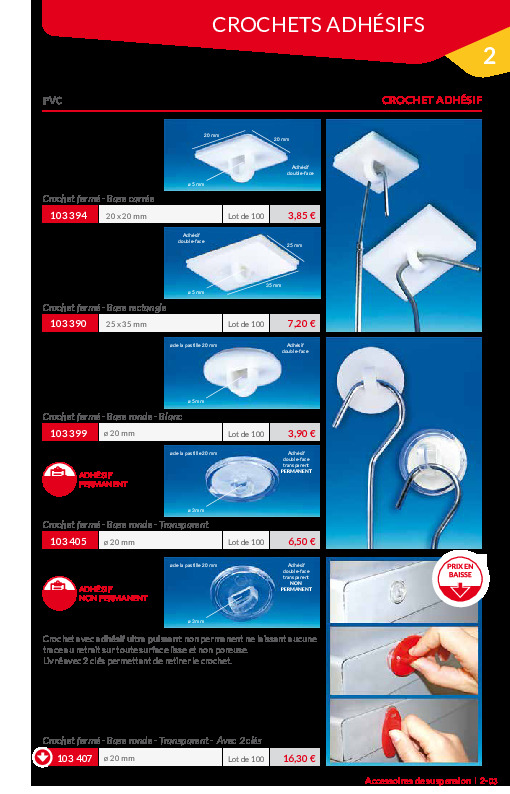 CROCHETS ADHÉSIFS
2
PVC
CROCHET ADHÉSIF
20 mm
20 mm
Adhésif
double-face
ø 5 mm
Crochet fermé - Base carrée
103 394 20 x 20 mm Lot de 100 3,85 €
Adhésif
double-face
25 mm
35 mm
ø 5 mm
Crochet fermé - Base rectangle
103 390 25 x 35 mm Lot de 100 7,20 €
ø de la pastille 20 mm
Adhésif
double-face
ø 5 mm
Crochet fermé - Base ronde - Blanc
103 399 ø 20 mm Lot de 100 3,90 €
ADHÉSIF
PERMANENT
ø de la pastille 20 mm
Adhésif
double-face
transparent
PERMANENT
ø 3 mm
Crochet fermé - Base ronde - Transparent
103 405 ø 20 mm Lot de 100 6,50 €
ADHÉSIF
NON PERMANENT
ø de la pastille 20 mm
Adhésif
double-face
transparent
NON
PERMANENT
ø 3 mm
PRIX EN
BAISSE
Crochet avec adhésif ultra puissant non permanent ne laissant aucune
trace au retrait sur toute surface lisse et non poreuse.
Livré avec 2 clés permettant de retirer le crochet.
Crochet fermé - Base ronde - Transparent - Avec 2 clés
103 407 ø 20 mm Lot de 100 16,30 €
Accessoires de suspension | 2-03